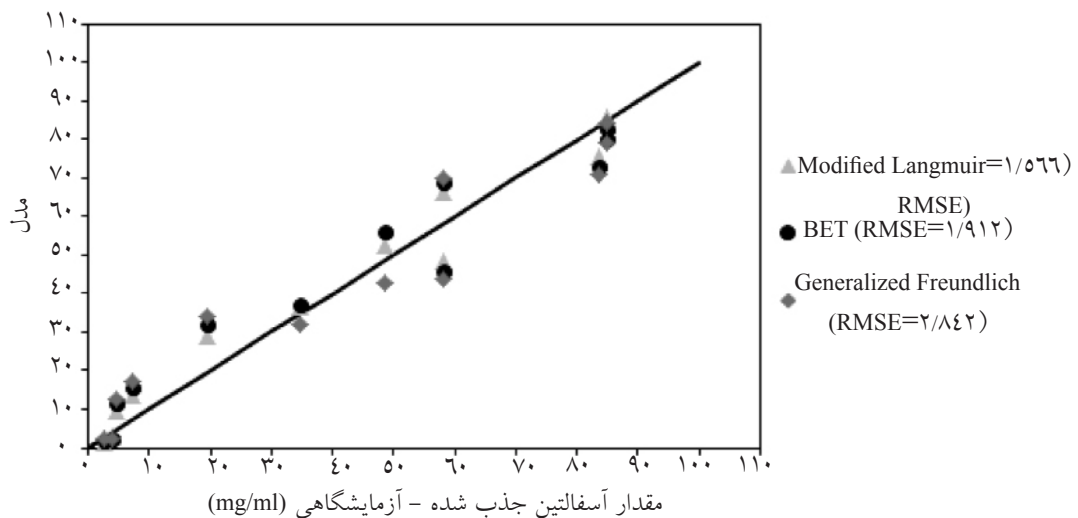 ۱۱۰
۱۰۰
۹۰
۸۰
۷۰
۶۰
۵۰
۴۰
۳۰
۲۰
۱۰
۰
مدل
۰ ۱۰ ۲۰ ۳۰ ۴۰ ۵۰ ۶۰ ۷۰ ۸۰ ۹۰ ۱۰۰ ۱۱۰
مقدار آسفالتین جذب شده - آزمایشگاهی (mg/ml)
Modified Langmuir=۱/۵۶۶)
RMSE)
BET (RMSE=۱/۹۱۲)
Generalized Freundlich
(RMSE=۲/۸۴۲)